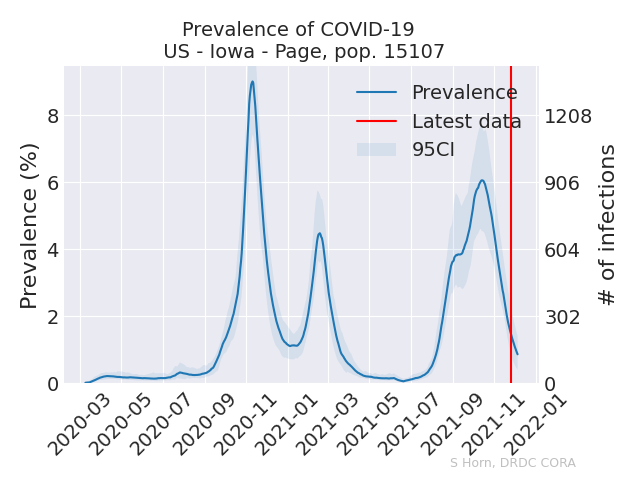 Prevalence of COVID-19
US - Iowa - Page, pop. 15107
Prevalence
Latest data
95CI
Prevalence (%)
8
6
4
2
0
1208
906
604
302
0
# of infections
2020-03
2020-05
2020-07
2020-09
2020-11
2021-01
2021-03
2021-05
2021-07
2021-09
2021-11
2022-01
S Horn, DRDC CORA